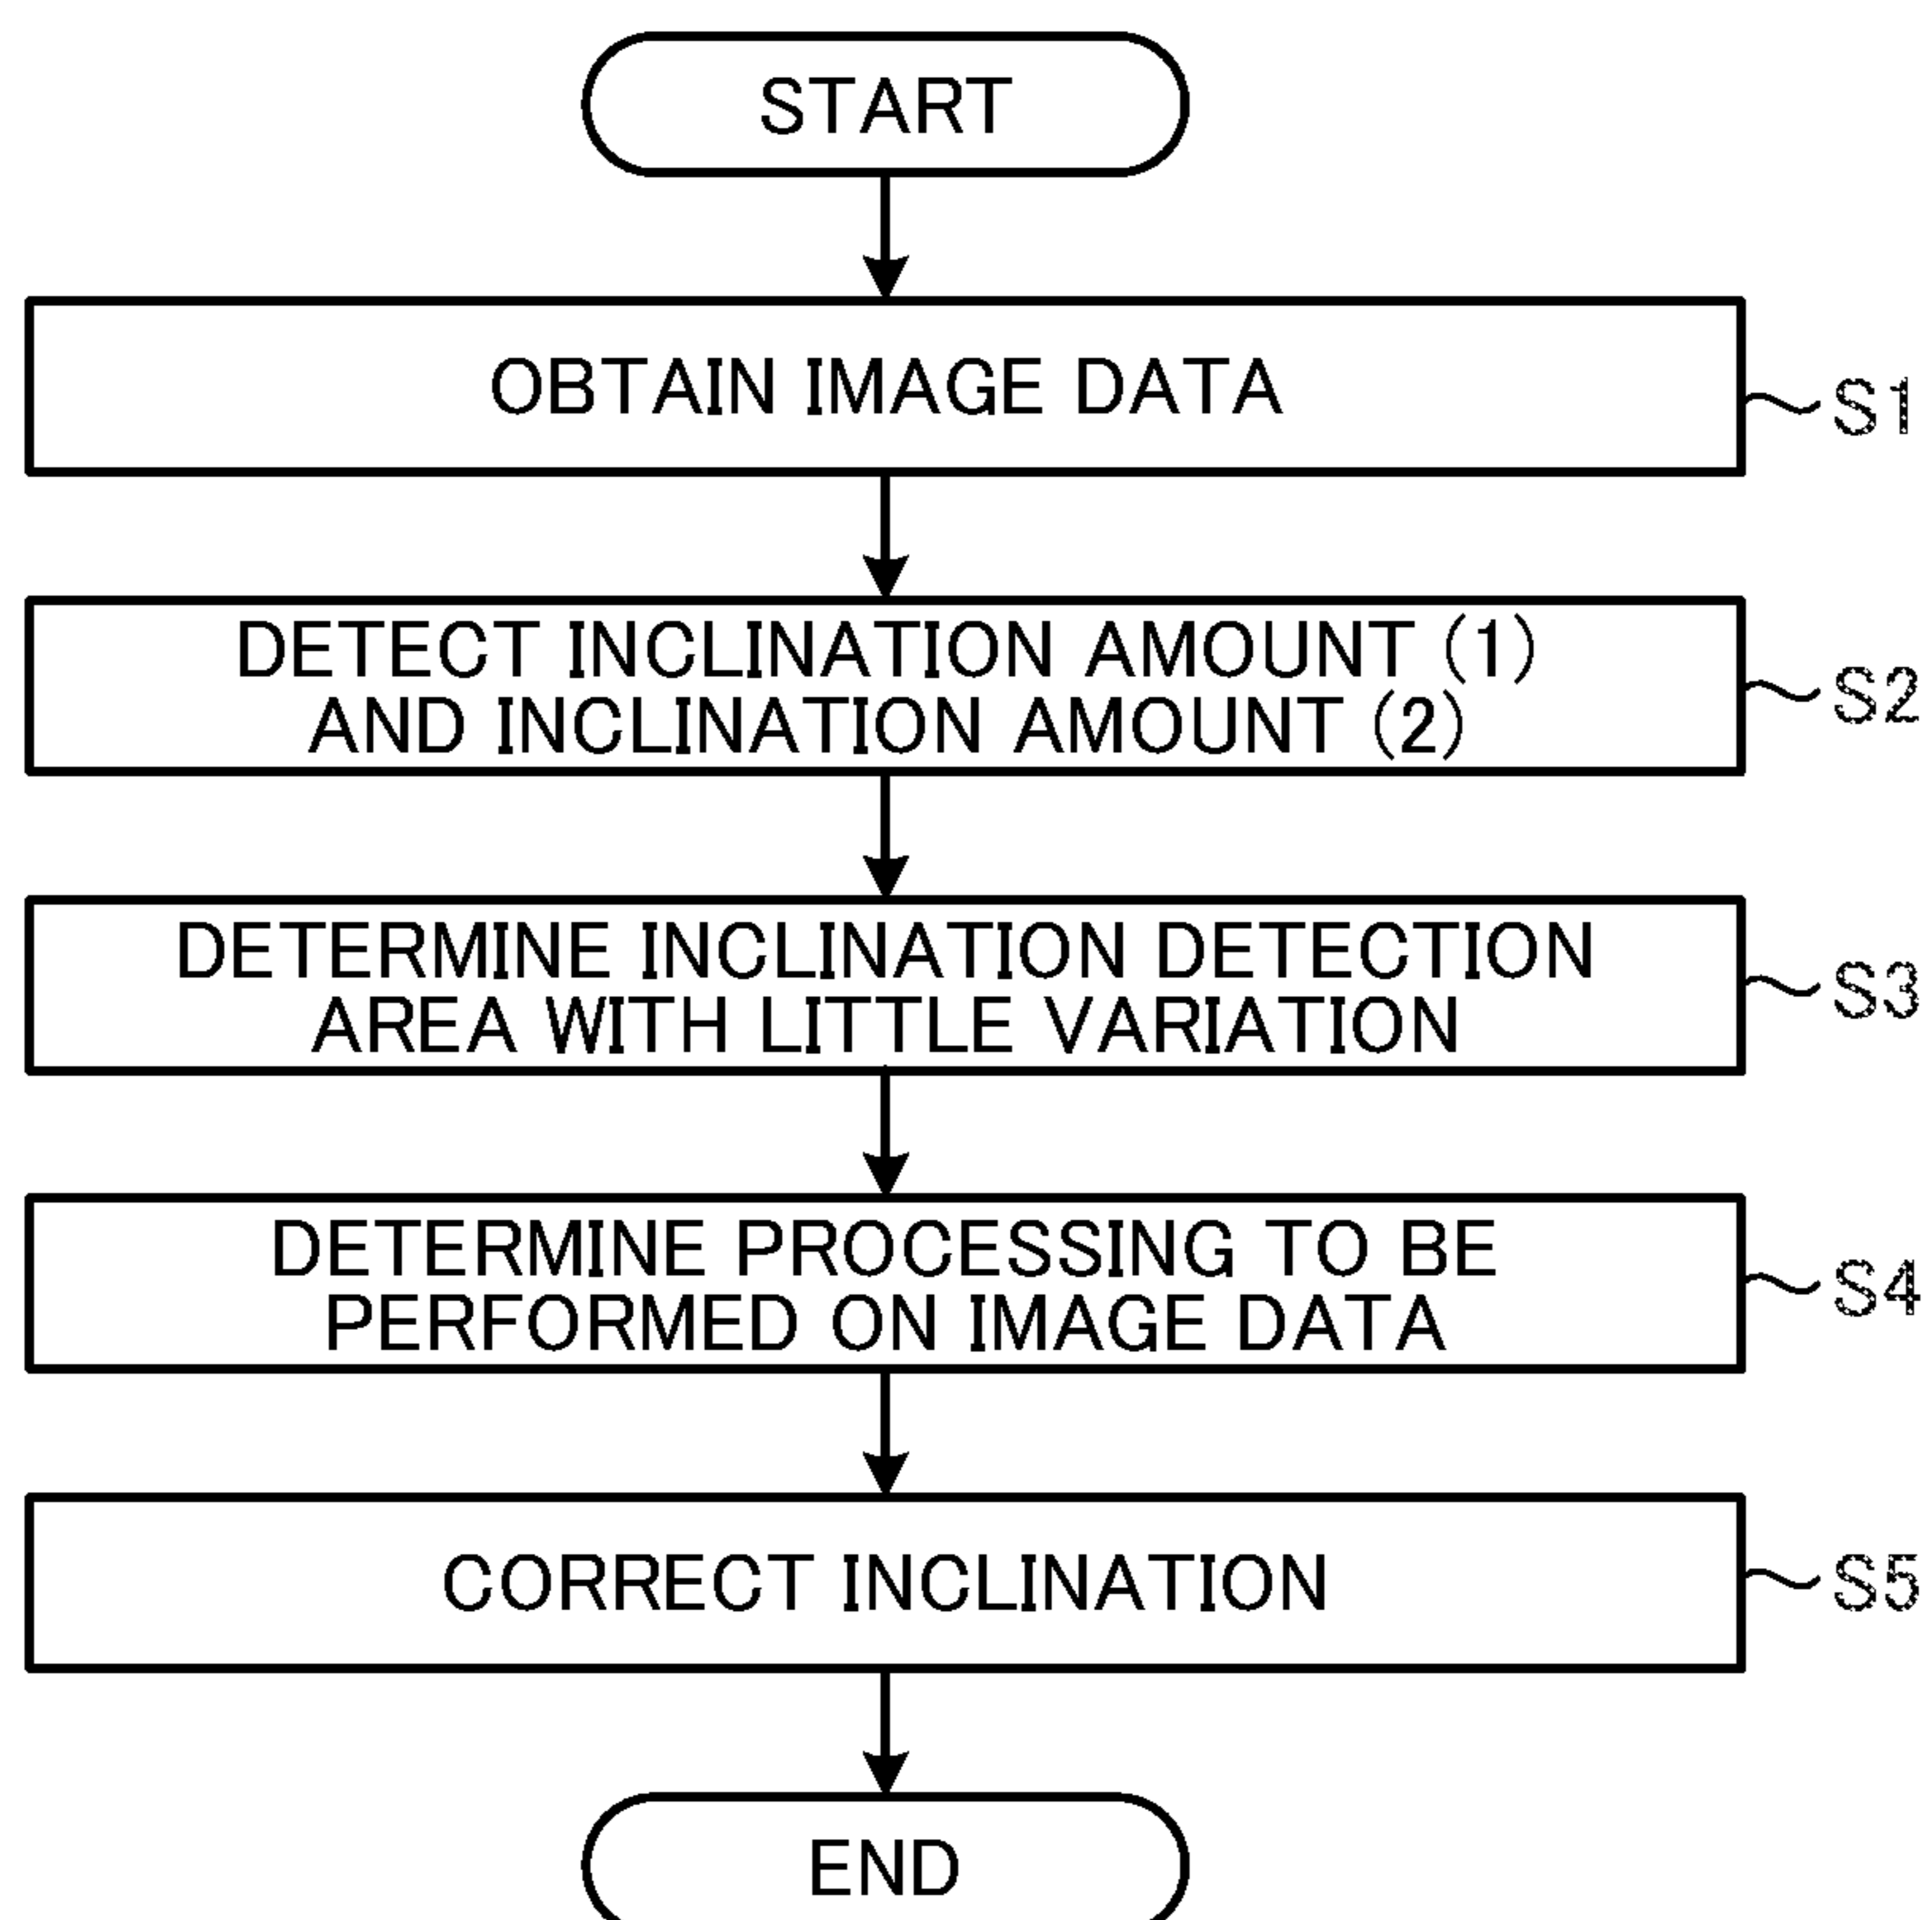 START
OBTAIN IMAGE DATA
S1
DETECT INCLINATION AMOUNT (1)
AND INCLINATION AMOUNT (2)
S2
DETERMINE INCLINATION DETECTION
AREA WITH LITTLE VARIATION
S3
DETERMINE PROCESSING TO BE
PERFORMED ON IMAGE DATA
S4
CORRECT INCLINATION
S5
END